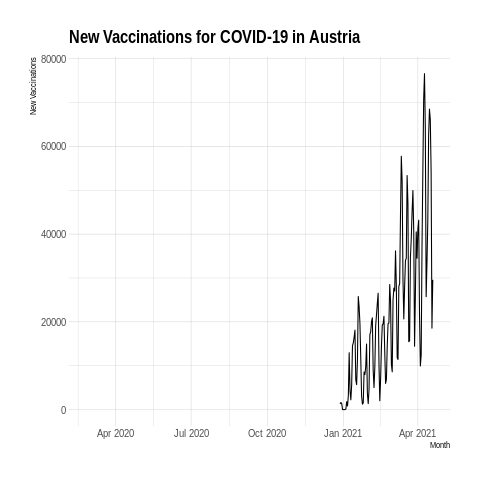 New Vaccinations for COVID-19 in Austria
New Vaccinations
80000
60000
40000
20000
0
Apr 2020 Jul 2020 Oct 2020 Jan 2021 Apr 2021
Month